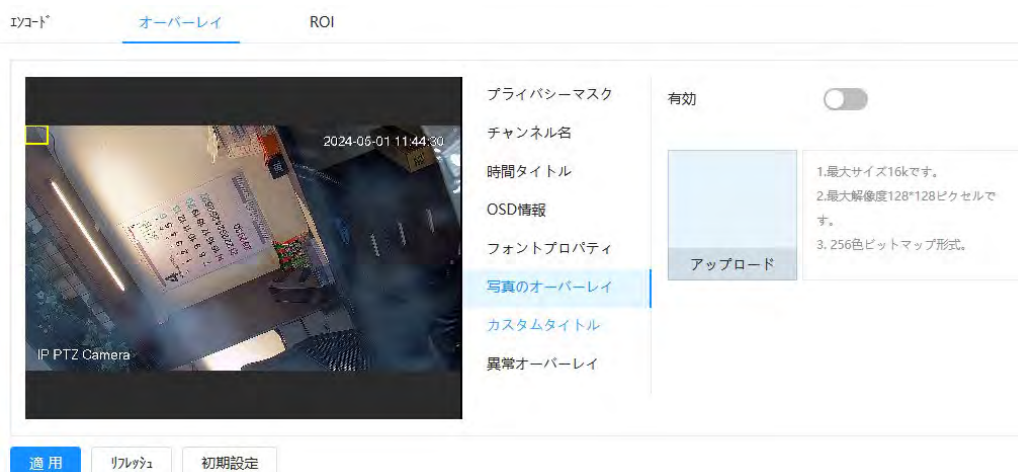 ｴﾝｺｰﾄﾞ
オーバーレイ
ROI
2024-05-01 11:44:30
IP PTZ Camera
プライバシーマスク
チャンネル名
時間タイトル
OSD情報
フォントプロパティ
写真のオーバーレイ
カスタムタイトル
異常オーバーレイ
有効
アップロード
1.最大サイズ16kです。
2.最大解像度128*128ピクセルで
す。
3. 256色ビットマップ形式。
適用
ﾘﾌﾚｯｼｭ
初期設定